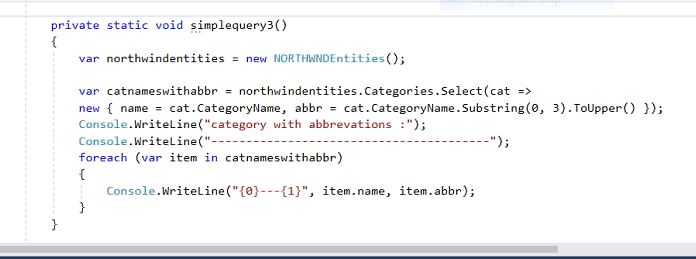 private static void simplequery3()
{
var northwindentities = new NORTHWNDEntities();
var catnameswithabbr = northwindentities.Categories.Select(cat =>
new { name = cat.CategoryName, abbr = cat.CategoryName.Substring(0, 3).ToUpper() });
Console.WriteLine("category with abbrevations :");
Console.WriteLine("----------------------------------------");
foreach (var item in catnameswithabbr)
{
Console.WriteLine("{0}---{1}", item.name, item.abbr);
}
}